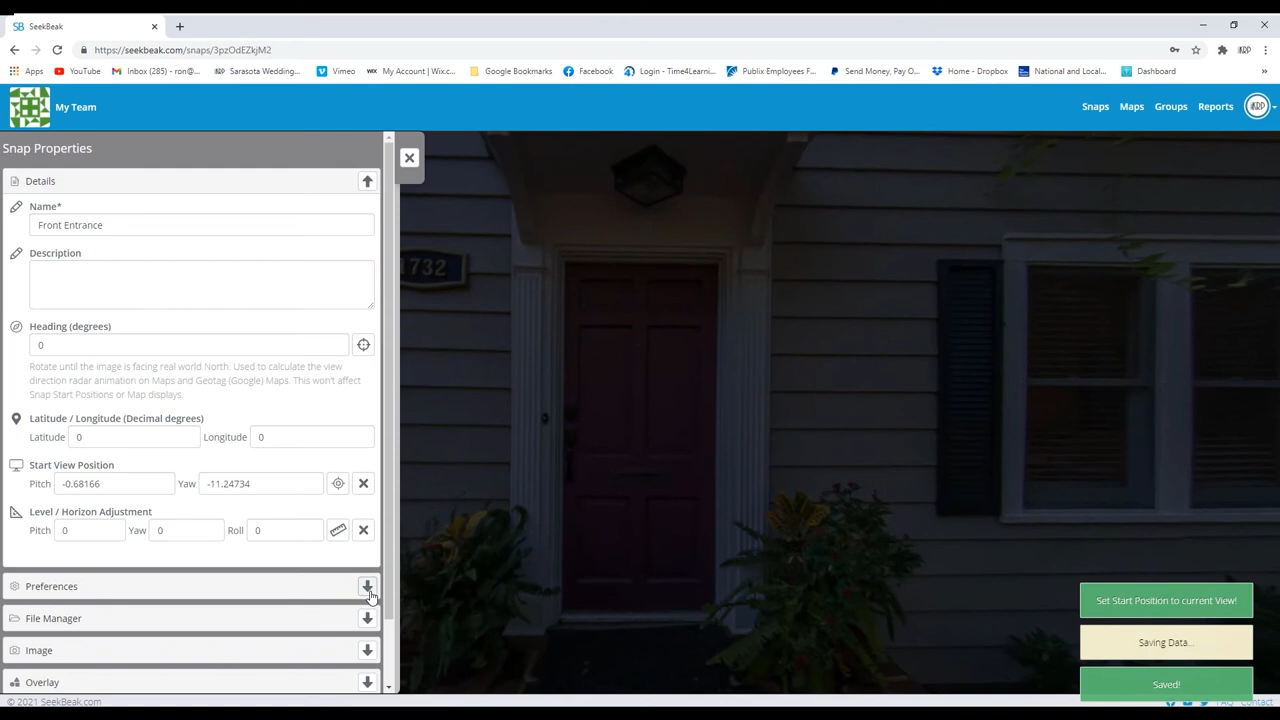 SB SeekBeak
https://seekbeak.com/snaps/3pzOdEZkjM2
Apps YouTube Inbox (285) - ron@... Sarasota Wedding... Vimeo WIX My Account | Wix.c... Google Bookmarks Facebook Login - Time4Learni... Publix Employees F... Send Money, Pay O... Home - Dropbox National and Local... Dashboard »
My Team
Snaps Maps Groups Reports
Snap Properties
Details
Name*
Front Entrance
Description
Heading (degrees)
0
Rotate until the image is facing real world North. Used to calculate the view
direction radar animation on Maps and Geotag (Google) Maps. This won't affect
Snap Start Positions or Map displays.
Latitude / Longitude (Decimal degrees)
Latitude 0 Longitude 0
Start View Position
Pitch -0.68166 Yaw -11.24734
Level / Horizon Adjustment
Pitch 0 Yaw 0 Roll 0
Preferences
File Manager
Image
Overlay
1732
Set Start Position to current View!
Saving Data...
Saved!
© 2021 SeekBeak.com
FAQ Contact